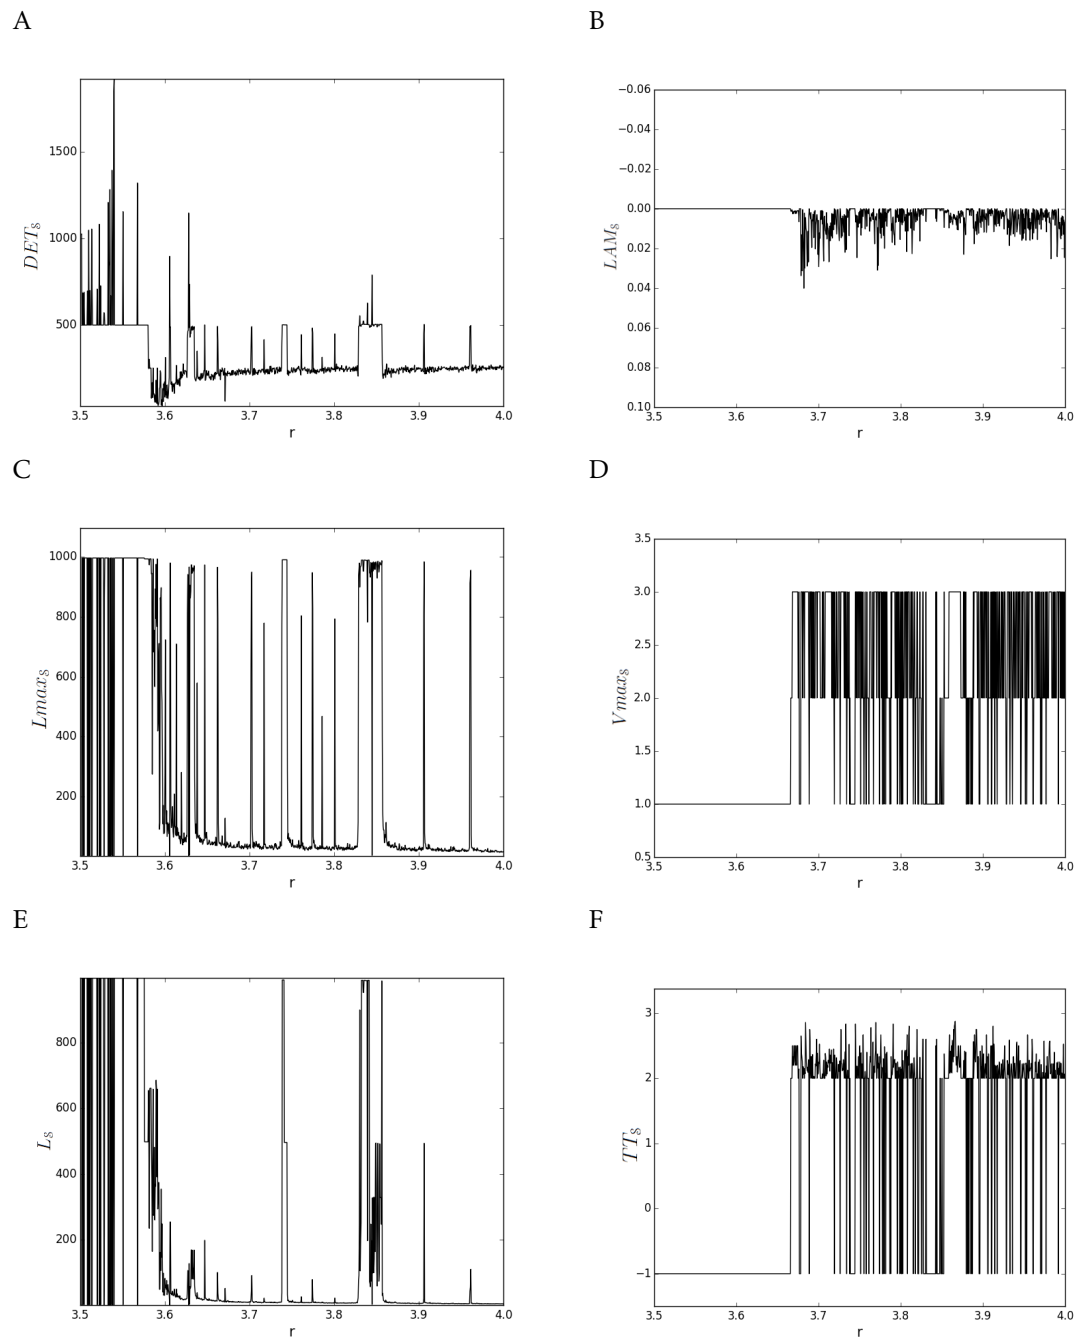 A
B
DET_S
1500
1000
500
3.5 3.6 3.7 3.8 3.9 4.0
r
LAM_S
−0.06
−0.04
−0.02
0.00
0.02
0.04
0.06
0.08
0.10
3.5 3.6 3.7 3.8 3.9 4.0
r
C
D
Lmax_S
1000
800
600
400
200
3.5 3.6 3.7 3.8 3.9 4.0
r
Vmax_S
3.5
3.0
2.5
2.0
1.5
1.0
0.5
3.5 3.6 3.7 3.8 3.9 4.0
r
E
F
L_S
800
600
400
200
3.5 3.6 3.7 3.8 3.9 4.0
r
TT_S
3
2
1
0
−1
3.5 3.6 3.7 3.8 3.9 4.0
r